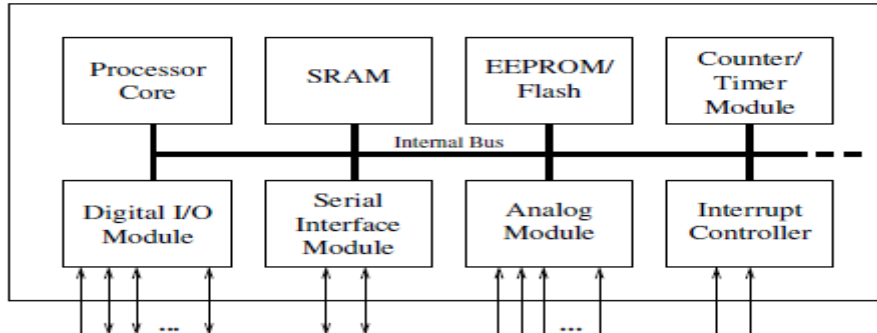 Processor
Core
SRAM
EEPROM/
Flash
Counter/
Timer
Module
Internal Bus
Digital I/O
Module
Serial
Interface
Module
Analog
Module
Interrupt
Controller
...
...